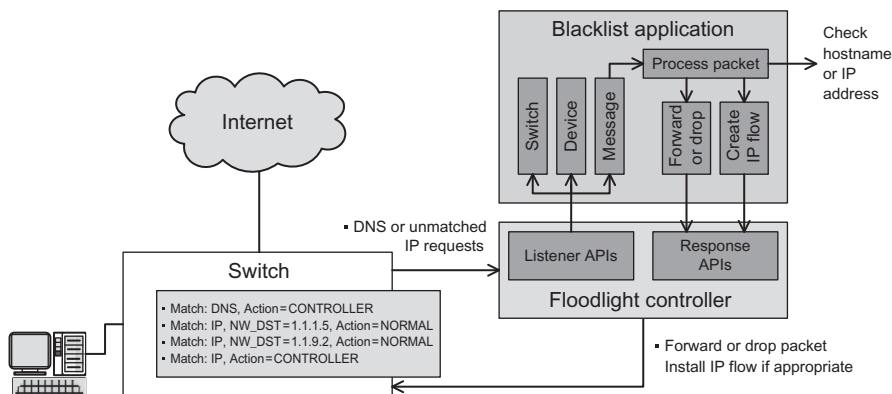 Blacklist application
Process packet
Check
hostname
or IP
address
Switch
Device
Message
Forward
or drop
Create
IP flow
Internet
▪ DNS or unmatched
IP requests
Listener APIs
Response
APIs
Floodlight controller
Switch
▪ Match: DNS, Action=CONTROLLER
▪ Match: IP, NW_DST=1.1.1.5, Action=NORMAL
▪ Match: IP, NW_DST=1.1.9.2, Action=NORMAL
▪ Match: IP, Action=CONTROLLER
▪ Forward or drop packet
Install IP flow if appropriate